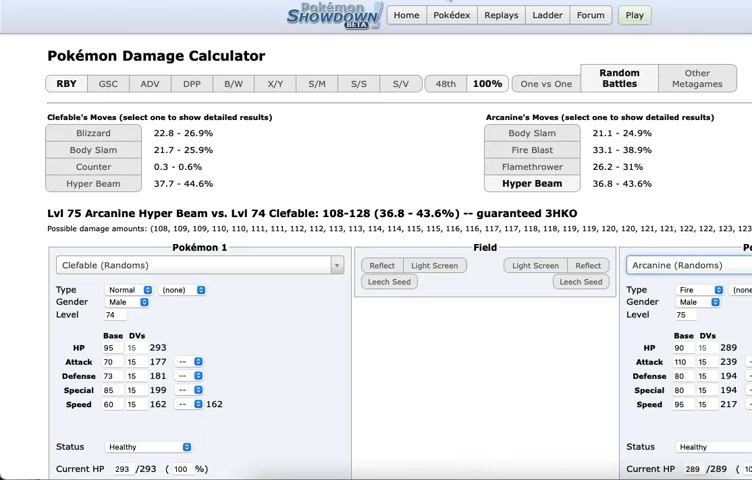 Pokémon
SHOWDOWN!
BETA
Home Pokédex Replays Ladder Forum Play
Pokémon Damage Calculator
RBY GSC ADV DPP B/W X/Y S/M S/S S/V 48th 100% One vs One Random Battles Other Metagames
Clefable's Moves (select one to show detailed results)
Blizzard 22.8 - 26.9%
Body Slam 21.7 - 25.9%
Counter 0.3 - 0.6%
Hyper Beam 37.7 - 44.6%
Arcanine's Moves (select one to show detailed results)
Body Slam 21.1 - 24.9%
Fire Blast 33.1 - 38.9%
Flamethrower 26.2 - 31%
Hyper Beam 36.8 - 43.6%
Lvl 75 Arcanine Hyper Beam vs. Lvl 74 Clefable: 108-128 (36.8 - 43.6%) -- guaranteed 3HKO
Possible damage amounts: (108, 109, 109, 110, 110, 111, 111, 112, 112, 113, 113, 114, 114, 115, 115, 116, 116, 117, 117, 118, 118, 119, 119, 120, 120, 121, 122, 122, 123, 123
Pokémon 1
Clefable (Randoms)
Type Normal (none)
Gender Male
Level 74
Base DVs
HP 95 15 293
Attack 70 15 177 --
Defense 73 15 181 --
Special 85 15 199 --
Speed 60 15 162 -- 162
Status Healthy
Current HP 293 /293 ( 100 %)
Field
Reflect Light Screen Light Screen Reflect
Leech Seed Leech Seed
Po
Arcanine (Randoms)
Type Fire (none
Gender Male
Level 75
Base DVs
HP 90 15 289
Attack 110 15 239
Defense 80 15 194
Special 80 15 194
Speed 95 15 217
Status Healthy
Current HP 289 /289 ( 10